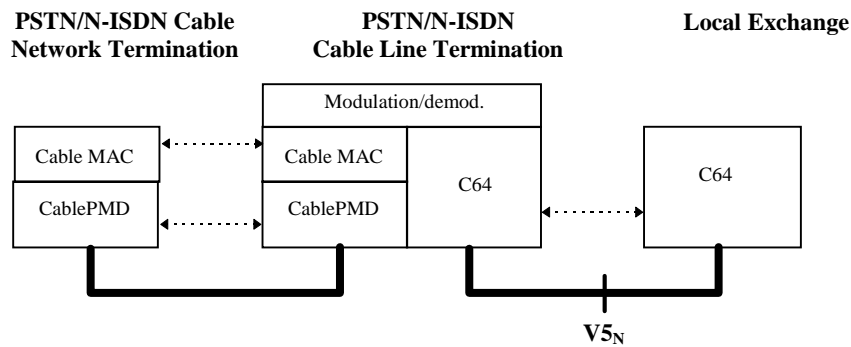 PSTN/N-ISDN Cable
Network Termination
PSTN/N-ISDN
Cable Line Termination
Local Exchange
Modulation/demod.
Cable MAC
Cable MAC
C64
C64
CablePMD
CablePMD
V5N